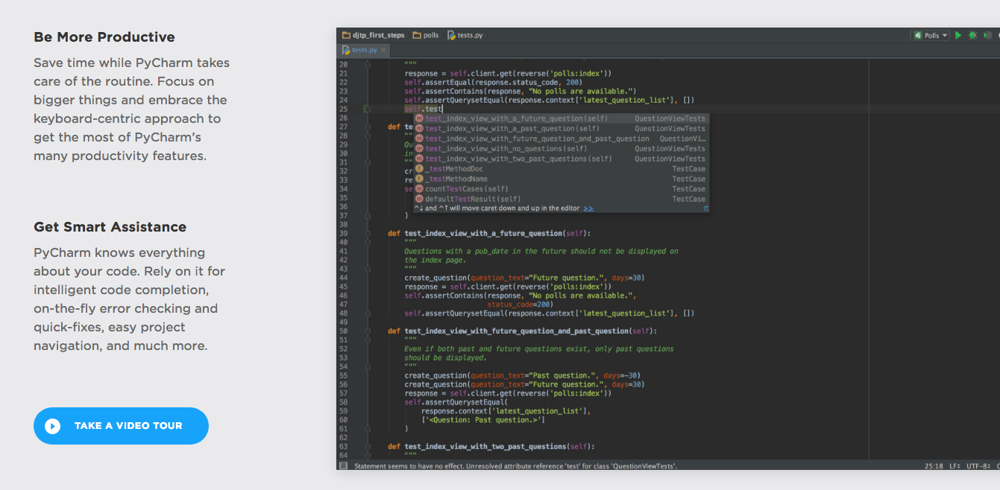 Be More Productive
Save time while PyCharm takes
care of the routine. Focus on
bigger things and embrace the
keyboard-centric approach to
get the most of PyCharm's
many productivity features.
Get Smart Assistance
PyCharm knows everything
about your code. Rely on it for
intelligent code completion,
on-the-fly error checking and
quick-fixes, easy project
navigation, and much more.
TAKE A VIDEO TOUR
djtp_first_steps polls tests.py dj Polls
tests.py ×
20 """
21 response = self.client.get(reverse('polls:index'))
22 self.assertEqual(response.status_code, 200)
23 self.assertContains(response, "No polls are available.")
24 self.assertQuerysetEqual(response.context['latest_question_list'], [])
25 self.test
26
27 def te
28 """
29 Qu
30 in
31 """
32 cr
33 re
34 se
35
36
37 )
m test_index_view_with_a_future_question(self) QuestionViewTests
m test_index_view_with_a_past_question(self) QuestionViewTests
m test_index_view_with_future_question_and_past_question QuestionVi…
m test_index_view_with_no_questions(self) QuestionViewTests
m test_index_view_with_two_past_questions(self) QuestionViewTests
f _testMethodDoc TestCase
f _testMethodName TestCase
m countTestCases(self) TestCase
m defaultTestResult(self) TestCase
^↓ and ^↑ will move caret down and up in the editor >> π
38
39 def test_index_view_with_a_future_question(self):
40 """
41 Questions with a pub_date in the future should not be displayed on
42 the index page.
43 """
44 create_question(question_text="Future question.", days=30)
45 response = self.client.get(reverse('polls:index'))
46 self.assertContains(response, "No polls are available.",
47 status_code=200)
48 self.assertQuerysetEqual(response.context['latest_question_list'], [])
49
50 def test_index_view_with_future_question_and_past_question(self):
51 """
52 Even if both past and future questions exist, only past questions
53 should be displayed.
54 """
55 create_question(question_text="Past question.", days=-30)
56 create_question(question_text="Future question.", days=30)
57 response = self.client.get(reverse('polls:index'))
58 self.assertQuerysetEqual(
59 response.context['latest_question_list'],
60 ['<Question: Past question.>']
61 )
62
63 def test_index_view_with_two_past_questions(self):
64 """
Statement seems to have no effect. Unresolved attribute reference 'test' for class 'QuestionViewTests'. 25:18 LF÷ UTF-8÷